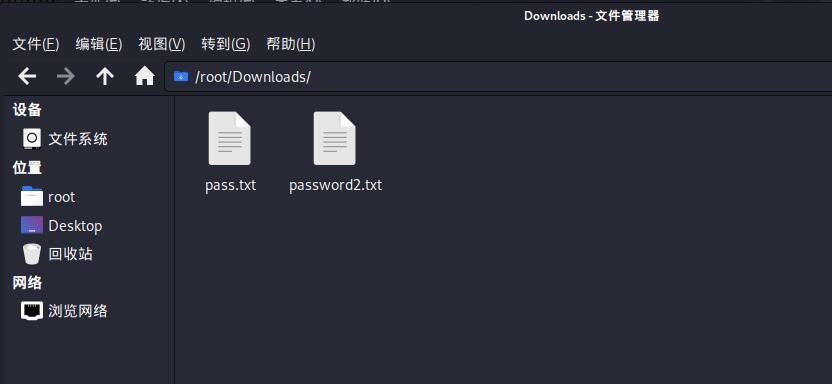 Downloads - 文件管理器
文件(F) 编辑(E) 视图(V) 转到(G) 帮助(H)
/root/Downloads/
设备
文件系统
位置
root
Desktop
回收站
网络
浏览网络
pass.txt password2.txt